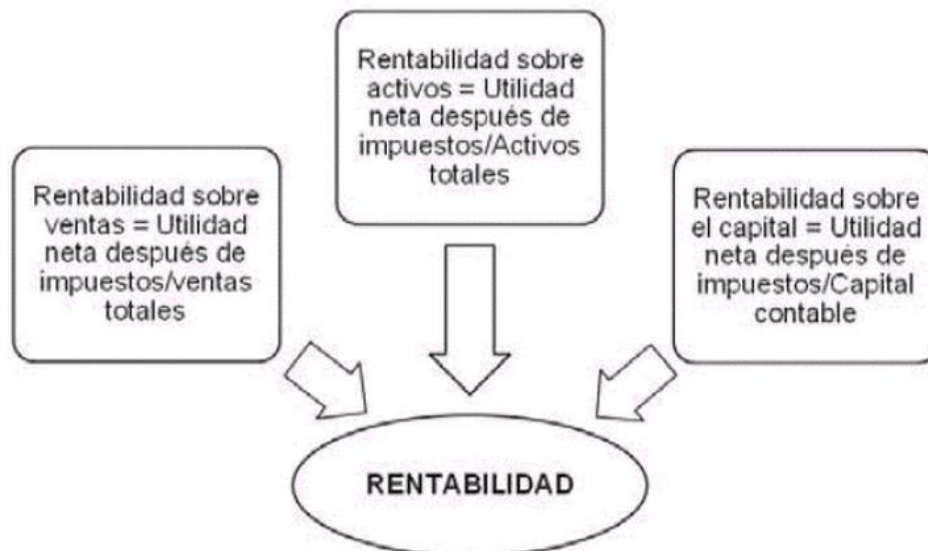 Rentabilidad sobre
activos = Utilidad
neta después de
impuestos/Activos
totales
Rentabilidad sobre
ventas = Utilidad
neta después de
impuestos/ventas
totales
Rentabilidad sobre
el capital = Utilidad
neta después de
impuestos/Capital
contable
RENTABILIDAD